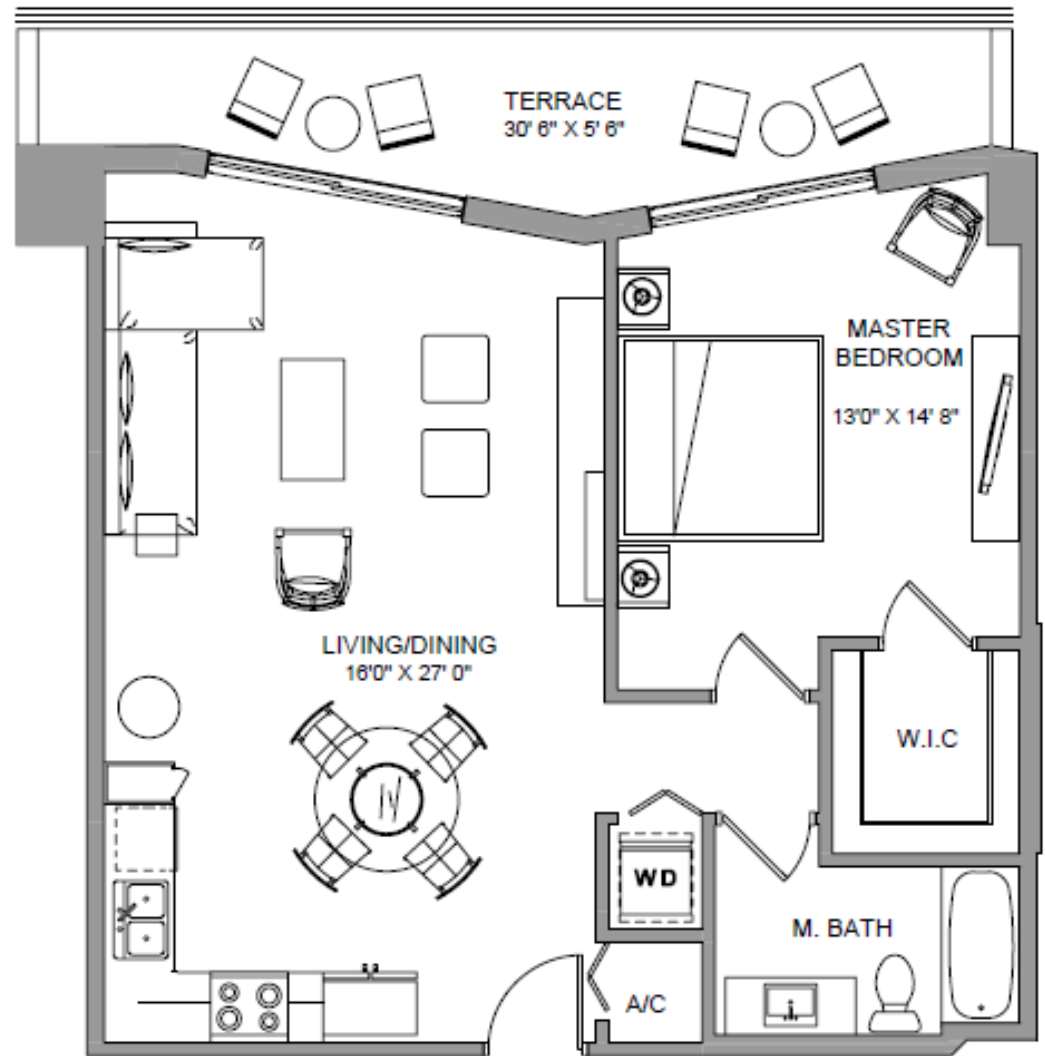 TERRACE
30' 6" X 5' 6"
MASTER
BEDROOM
13'0" X 14' 8"
LIVING/DINING
16'0" X 27' 0"
W.I.C
WD
M. BATH
A/C